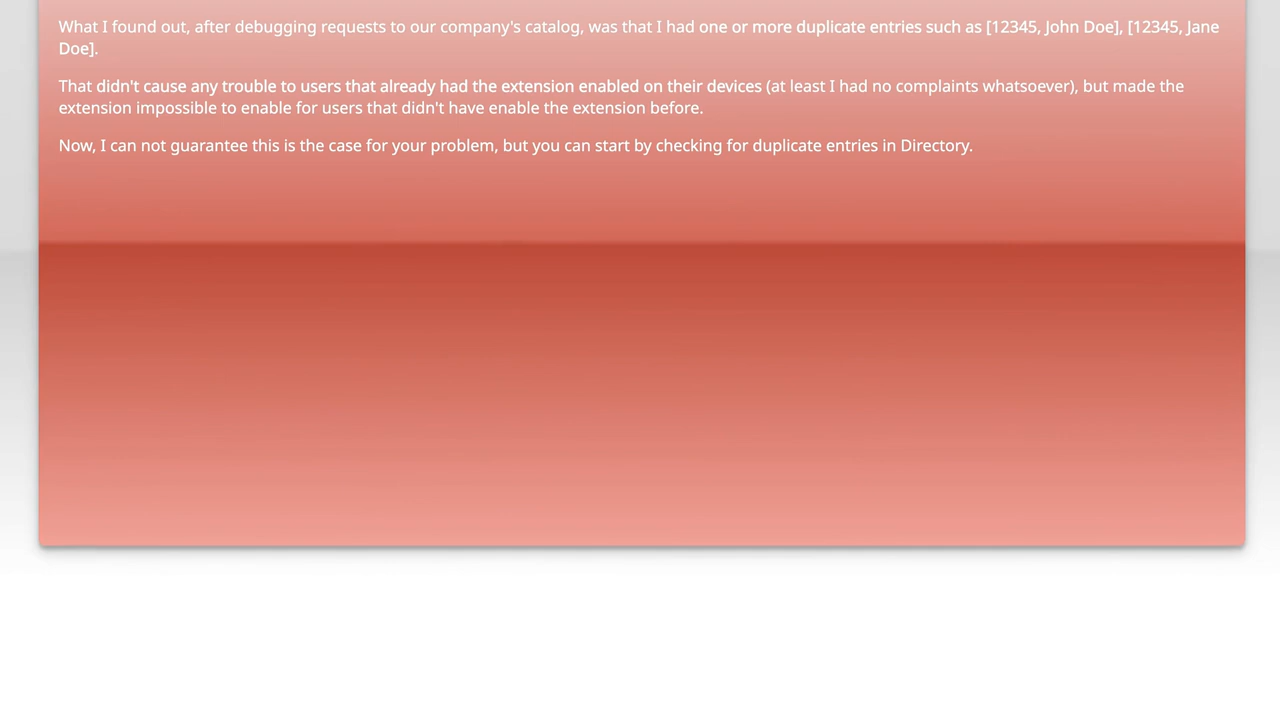 What I found out, after debugging requests to our company's catalog, was that I had one or more duplicate entries such as [12345, John Doe], [12345, Jane
Doe].
That didn't cause any trouble to users that already had the extension enabled on their devices (at least I had no complaints whatsoever), but made the
extension impossible to enable for users that didn't have enable the extension before.
Now, I can not guarantee this is the case for your problem, but you can start by checking for duplicate entries in Directory.